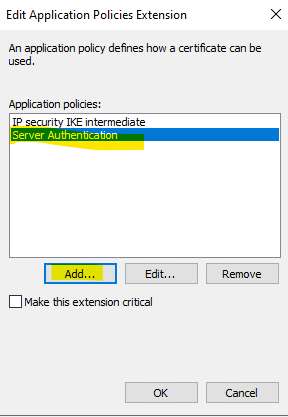 Edit Application Policies Extension
An application policy defines how a certificate can be
used.
Application policies:
IP security IKE intermediate
Server Authentication
Add...
Edit...
Remove
Make this extension critical
OK
Cancel